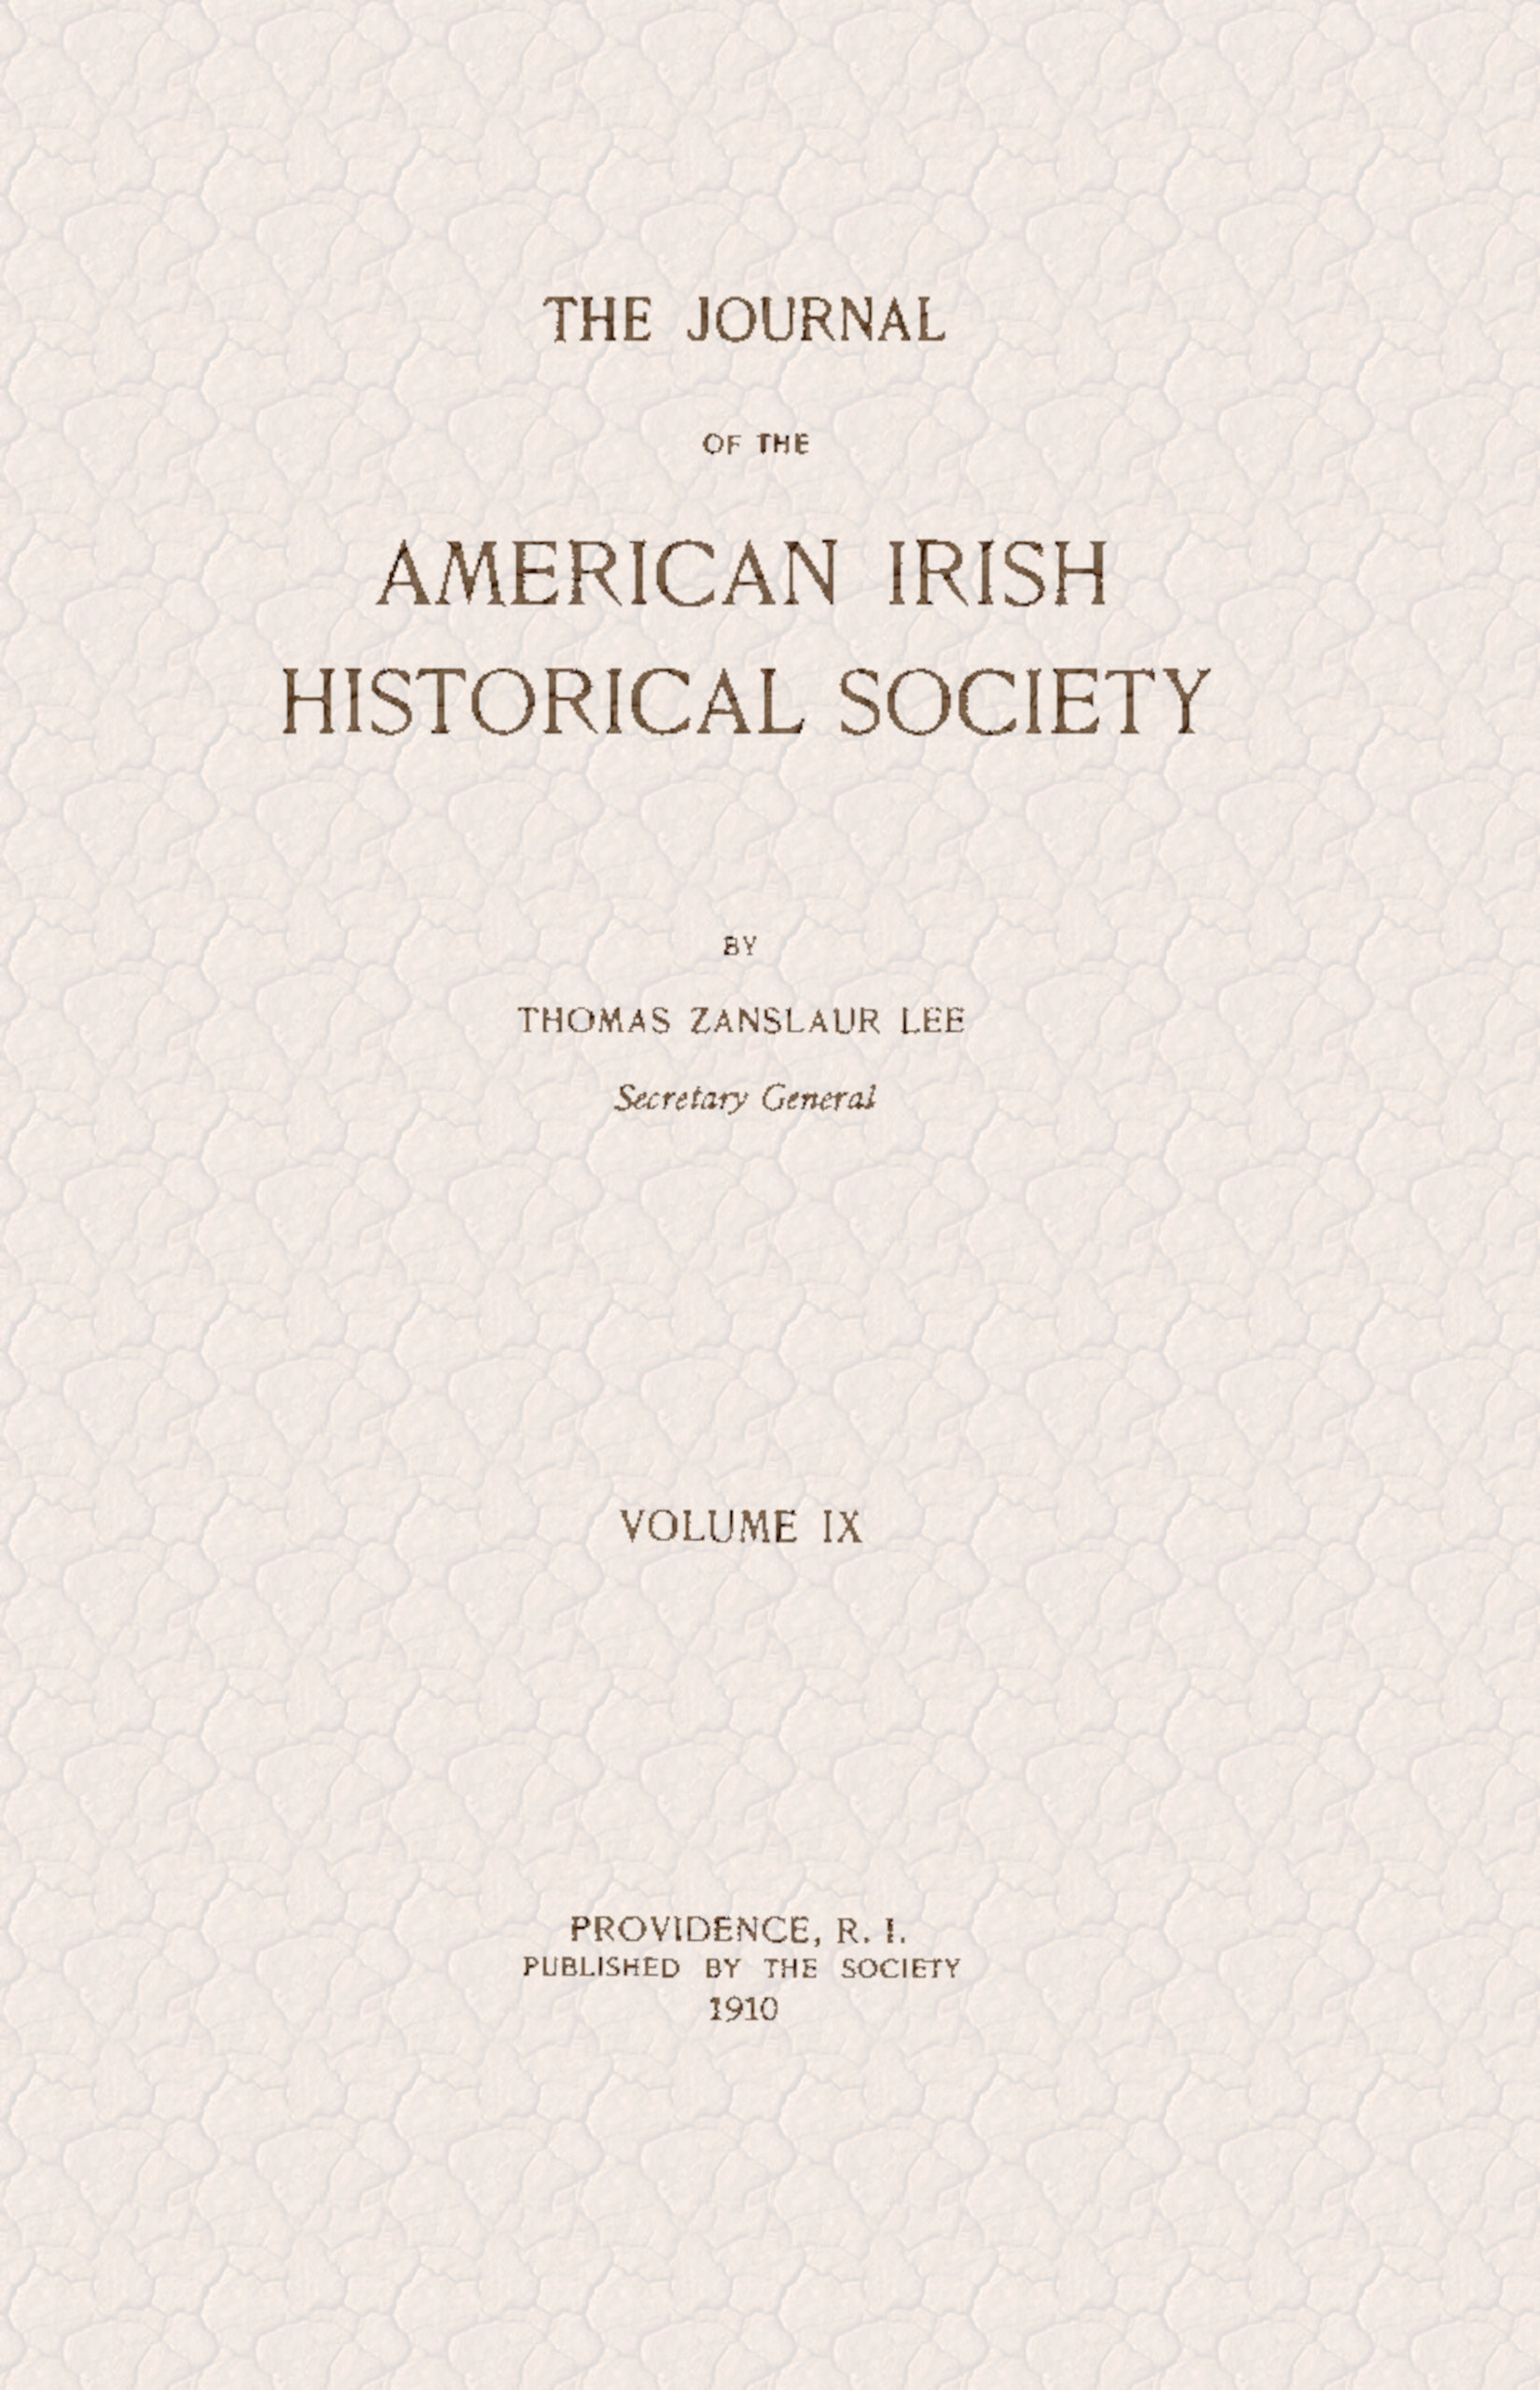 THE JOURNAL
OF THE
AMERICAN IRISH
HISTORICAL SOCIETY
BY
THOMAS ZANSLAUR LEE
Secretary General
VOLUME IX
PROVIDENCE, R. I.
PUBLISHED BY THE SOCIETY
1910